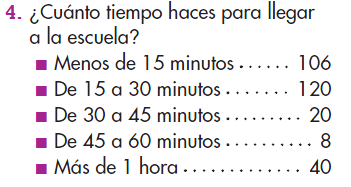 4. ¿Cuánto tiempo haces para llegar
a la escuela?
■ Menos de 15 minutos . . . . . . 106
■ De 15 a 30 minutos . . . . . . . 120
■ De 30 a 45 minutos . . . . . . . . . 20
■ De 45 a 60 minutos . . . . . . . . . . 8
■ Más de 1 hora . . . . . . . . . . . . . 40